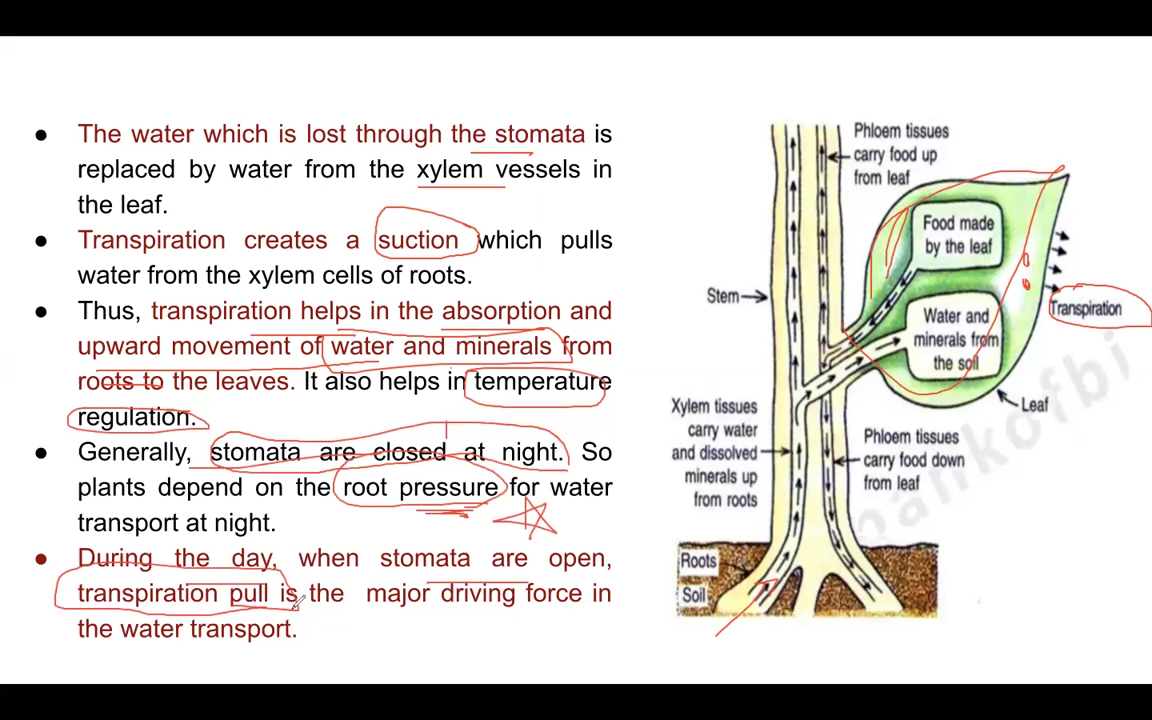 ● The water which is lost through the stomata is
replaced by water from the xylem vessels in
the leaf.
● Transpiration creates a suction which pulls
water from the xylem cells of roots.
● Thus, transpiration helps in the absorption and
upward movement of water and minerals from
roots to the leaves. It also helps in temperature
regulation.
● Generally, stomata are closed at night. So
plants depend on the root pressure for water
transport at night.
● During the day, when stomata are open,
transpiration pull is the major driving force in
the water transport.
Phloem tissues
carry food up
from leaf
Food made
by the leaf
Stem
Transpiration
Water and
minerals from
the soil
Leaf
Xylem tissues
carry water
and dissolved
minerals up
from roots
Phloem tissues
carry food down
from leaf
Roots
Soil